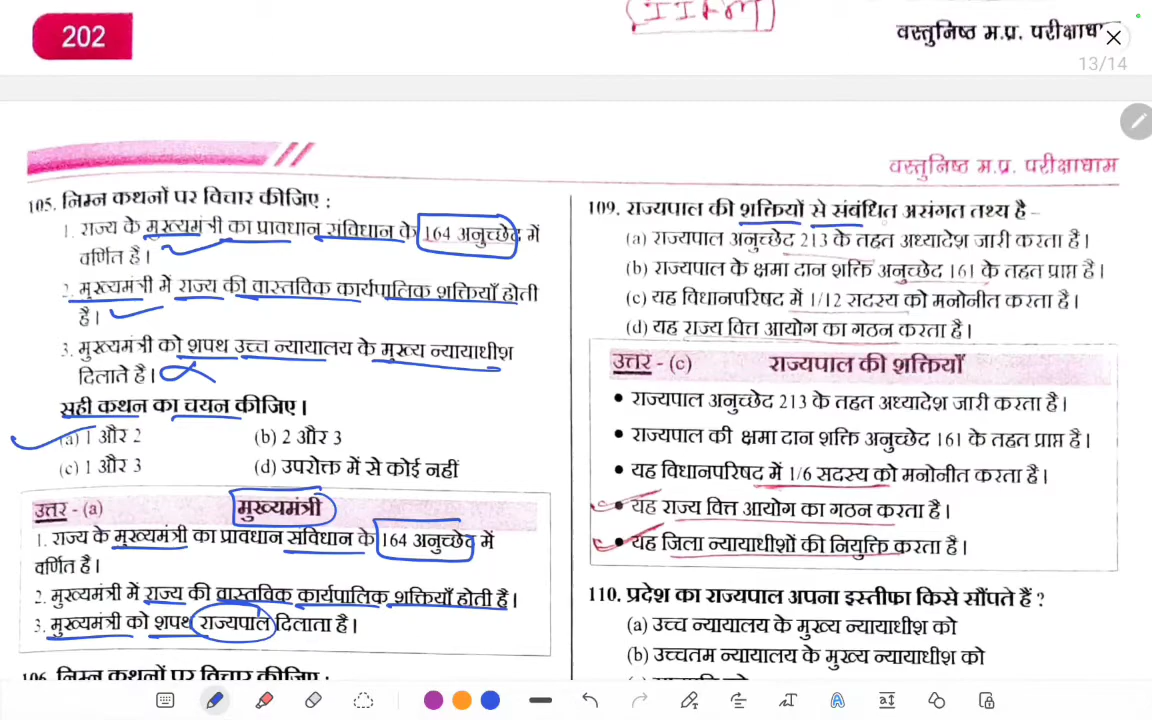 202
वस्तुनिष्ठ म.प्र. परीक्षाधा
13/14
वस्तुनिष्ठ म.प्र. परीक्षाधाम
105. निम्न कथनों पर विचार कीजिए :
1. राज्य के मुख्यमंत्री का प्रावधान संविधान के 164 अनुच्छेद में
वर्णित है।
2. मुख्यमंत्री में राज्य की वास्तविक कार्यपालिक शक्तियाँ होती
है।
3. मुख्यमंत्री को शपथ उच्च न्यायालय के मुख्य न्यायाधीश
दिलाते है।
सही कथन का चयन कीजिए।
(a) 1 और 2 (b) 2 और 3
(c) 1 और 3 (d) उपरोक्त में से कोई नहीं
उत्तर - (a) मुख्यमंत्री
1. राज्य के मुख्यमंत्री का प्रावधान संविधान के 164 अनुच्छेद में
वर्णित है।
2. मुख्यमंत्री में राज्य की वास्तविक कार्यपालिक शक्तियाँ होती है।
3. मुख्यमंत्री को शपथ राज्यपाल दिलाता है।
106. निम्न कथनों पर विचार कीजिए :
109. राज्यपाल की शक्तियों से संबंधित असंगत तथ्य है -
(a) राज्यपाल अनुच्छेद 213 के तहत अध्यादेश जारी करता है।
(b) राज्यपाल के क्षमा दान शक्ति अनुच्छेद 161 के तहत प्राप्त है।
(c) यह विधानपरिषद में 1/12 सदस्य को मनोनीत करता है।
(d) यह राज्य वित्त आयोग का गठन करता है।
उत्तर - (c) राज्यपाल की शक्तियाँ
• राज्यपाल अनुच्छेद 213 के तहत अध्यादेश जारी करता है।
• राज्यपाल की क्षमा दान शक्ति अनुच्छेद 161 के तहत प्राप्त है।
• यह विधानपरिषद में 1/6 सदस्य को मनोनीत करता है।
• यह राज्य वित्त आयोग का गठन करता है।
• यह जिला न्यायाधीशों की नियुक्ति करता है।
110. प्रदेश का राज्यपाल अपना इस्तीफा किसे सौंपते हैं ?
(a) उच्च न्यायालय के मुख्य न्यायाधीश को
(b) उच्चतम न्यायालय के मुख्य न्यायाधीश को